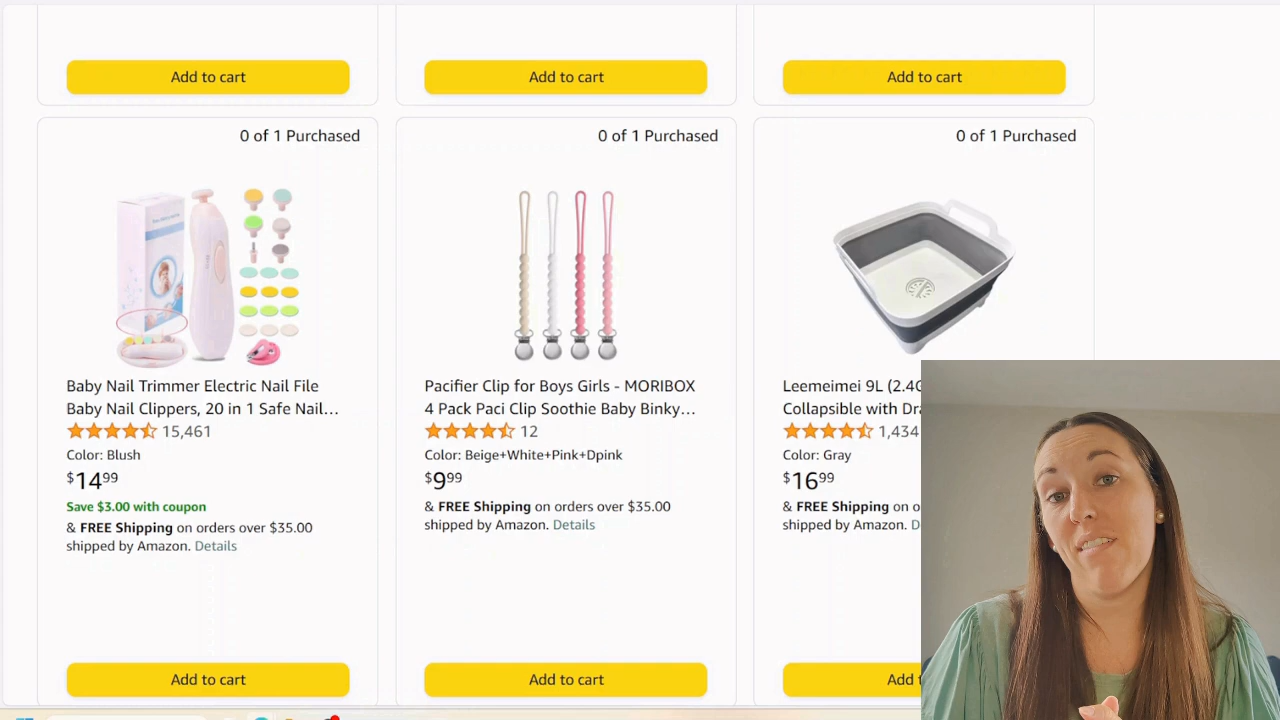 Add to cart
Add to cart
Add to cart
0 of 1 Purchased
0 of 1 Purchased
0 of 1 Purchased
Baby Nail Trimmer Electric Nail File
Baby Nail Clippers, 20 in 1 Safe Nail…
15,461
Color: Blush
$14.99
Save $3.00 with coupon
& FREE Shipping on orders over $35.00
shipped by Amazon. Details
Add to cart
Pacifier Clip for Boys Girls - MORIBOX
4 Pack Paci Clip Soothie Baby Binky…
12
Color: Beige+White+Pink+Dpink
$9.99
& FREE Shipping on orders over $35.00
shipped by Amazon. Details
Add to cart
Leemeimei 9L (2.4G
Collapsible with Dra
1,434
Color: Gray
$16.99
& FREE Shipping on o
shipped by Amazon. D
Add t